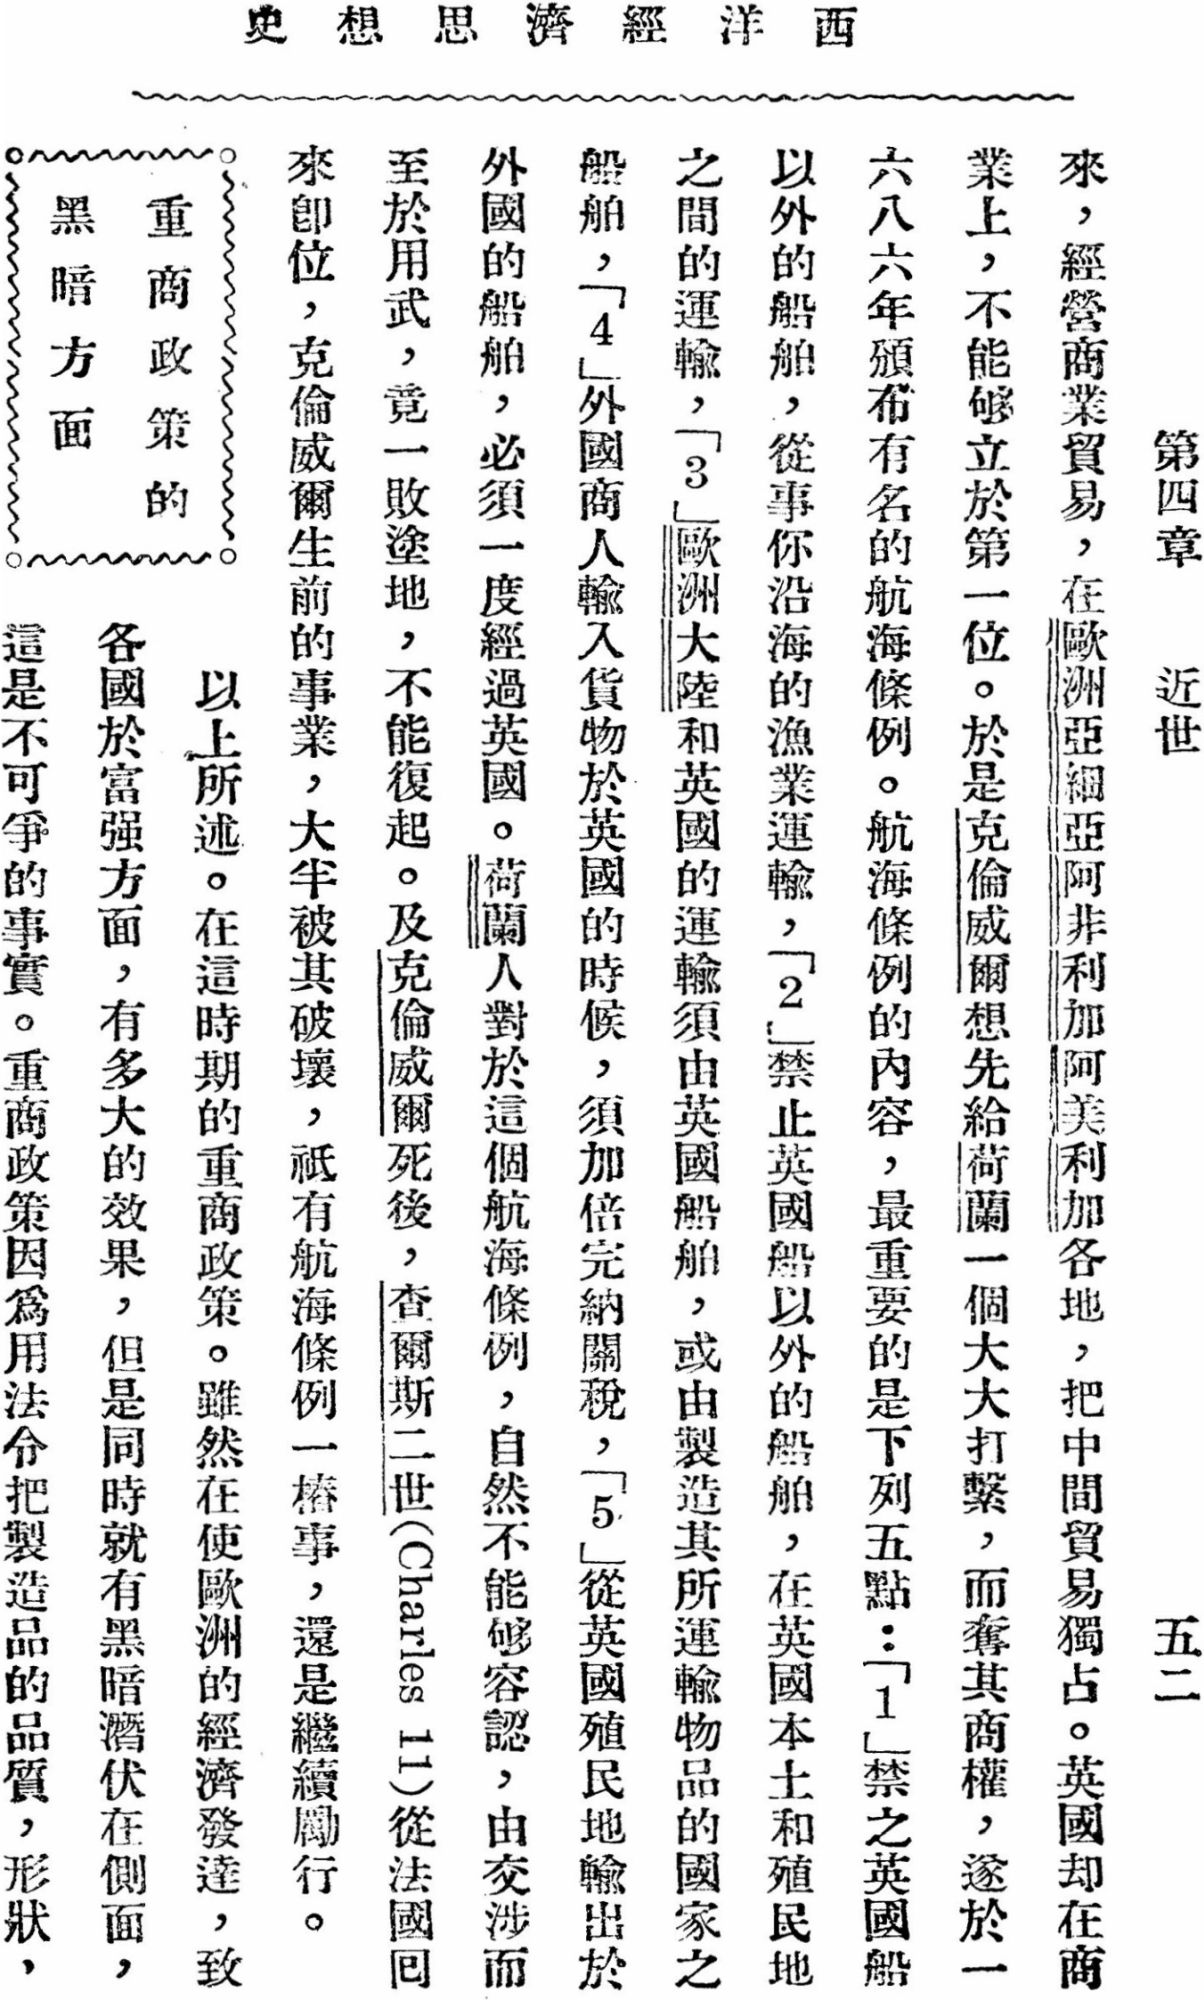 西洋經濟思想史
第四章　近世　五二
來，經營商業貿易，在歐洲亞細亞阿非利加阿美利加各地，把中間貿易獨占。英國却在商
業上，不能够立於第一位。於是克倫威爾想先給荷蘭一個大大打擊，而奪其商權，遂於一
六八六年頒布有名的航海條例。航海條例的內容，最重要的是下列五點：「1」禁之英國船
以外的船舶，從事你沿海的漁業運輸，「2」禁止英國船以外的船舶，在英國本土和殖民地
之間的運輸，「3」歐洲大陸和英國的運輸須由英國船舶，或由製造其所運輸物品的國家之
船舶，「4」外國商人輸入貨物於英國的時候，須加倍完納關稅，「5」從英國殖民地輸出於
外國的船舶，必須一度經過英國。荷蘭人對於這個航海條例，自然不能够容認，由交涉而
至於用武，竟一敗塗地，不能復起。及克倫威爾死後，查爾斯二世(Charles 11)從法國囘
來卽位，克倫威爾生前的事業，大半被其破壞，祇有航海條例一樁事，還是繼續勵行。
重商政策的
黑暗方面
以上所述。在這時期的重商政策。雖然在使歐洲的經濟發達，致
各國於富强方面，有多大的效果，但是同時就有黑暗潛伏在側面，
這是不可爭的事實。重商政策因爲用法令把製造品的品質，形狀，